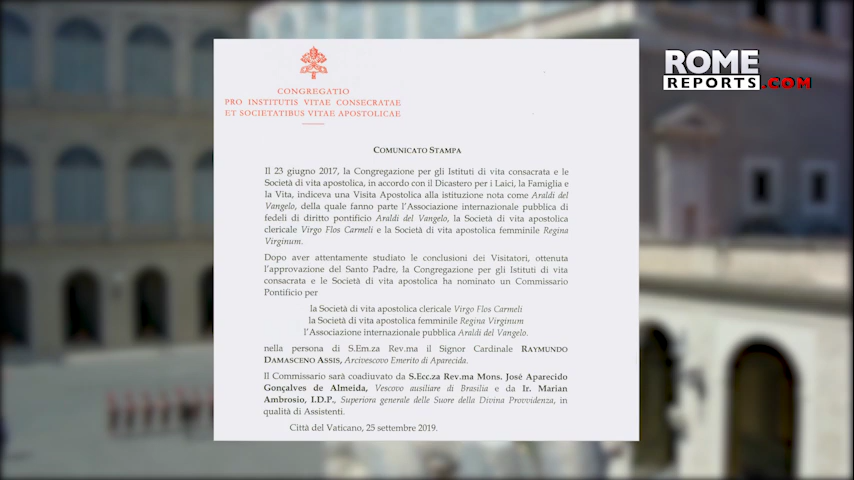 ROME
REPORTS.COM
CONGREGATIO
PRO INSTITUTIS VITAE CONSECRATAE
ET SOCIETATIBUS VITAE APOSTOLICAE
COMUNICATO STAMPA
Il 23 giugno 2017, la Congregazione per gli Istituti di vita consacrata e le
Società di vita apostolica, in accordo con il Dicastero per i Laici, la Famiglia e
la Vita, indiceva una Visita Apostolica alla istituzione nota come Araldi del
Vangelo, della quale fanno parte l'Associazione internazionale pubblica di
fedeli di diritto pontificio Araldi del Vangelo, la Società di vita apostolica
clericale Virgo Flos Carmeli e la Società di vita apostolica femminile Regina
Virginum.
Dopo aver attentamente studiato le conclusioni dei Visitatori, ottenuta
l'approvazione del Santo Padre, la Congregazione per gli Istituti di vita
consacrata e le Società di vita apostolica ha nominato un Commissario
Pontificio per
la Società di vita apostolica clericale Virgo Flos Carmeli
la Società di vita apostolica femminile Regina Virginum
l'Associazione internazionale pubblica Araldi del Vangelo.
nella persona di S.Em.za Rev.ma il Signor Cardinale RAYMUNDO
DAMASCENO ASSIS, Arcivescovo Emerito di Aparecida.
Il Commissario sarà coadiuvato da S.Ecc.za Rev.ma Mons. José Aparecido
Gonçalves de Almeida, Vescovo ausiliare di Brasilia e da Ir. Marian
Ambrosio, I.D.P., Superiora generale delle Suore della Divina Provvidenza, in
qualità di Assistenti.
Città del Vaticano, 25 settembre 2019.